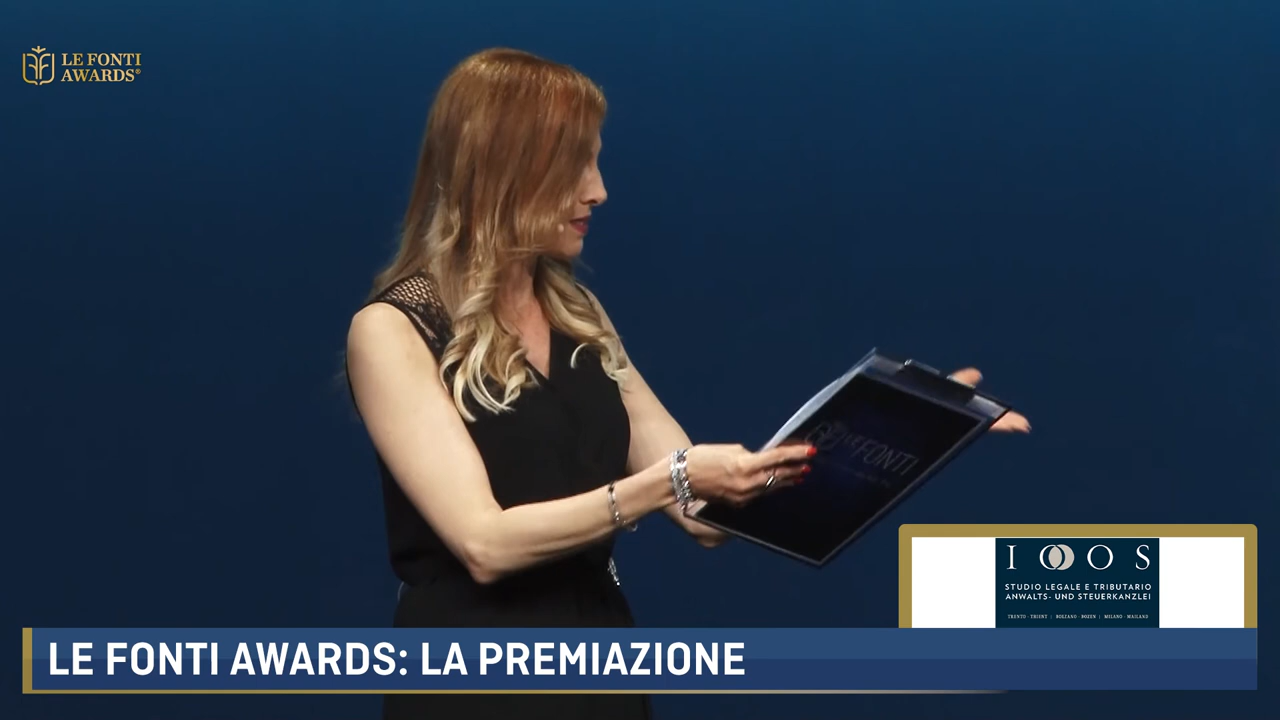 LE FONTI
AWARDS®
LE FONTI
I O O O S
STUDIO LEGALE E TRIBUTARIO
ANWALTS- UND STEUERKANZLEI
TRENTO - TRIENT | BOLZANO - BOZEN | MILANO - MAILAND
LE FONTI AWARDS: LA PREMIAZIONE